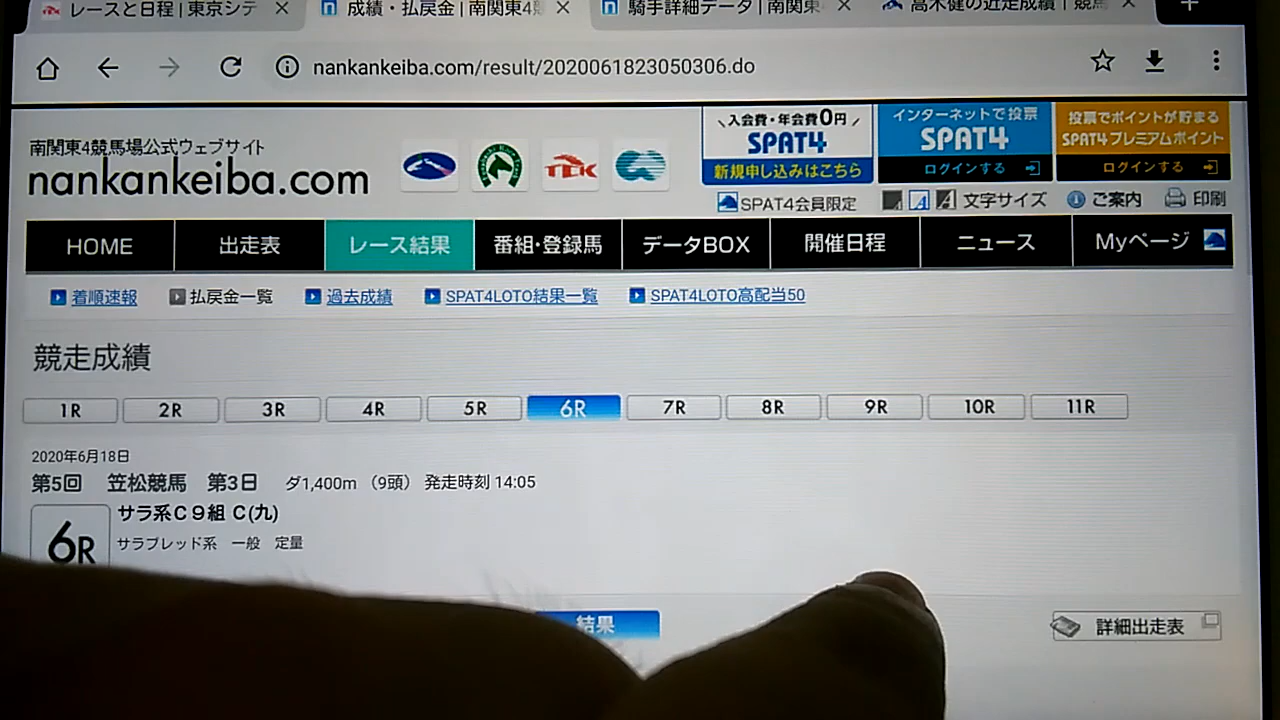 レースと日程 | 東京シテ
成績・払戻金 | 南関東4競
騎手詳細データ | 南関東
高木健の近走成績 | 競馬
nankankeiba.com/result/2020061823050306.do
南関東4競馬場公式ウェブサイト
nankankeiba.com
TCK
入会費・年会費0円
SPAT4
新規申し込みはこちら
インターネットで投票
SPAT4
ログインする
投票でポイントが貯まる
SPAT4プレミアムポイント
ログインする
SPAT4会員限定
A A 文字サイズ
ご案内
印刷
HOME 出走表 レース結果 番組・登録馬 データBOX 開催日程 ニュース Myページ
着順速報 払戻金一覧 過去成績 SPAT4LOTO結果一覧 SPAT4LOTO高配当50
競走成績
1R 2R 3R 4R 5R 6R 7R 8R 9R 10R 11R
2020年6月18日
第5回 笠松競馬 第3日 ダ1,400m (9頭) 発走時刻 14:05
6R
サラ系C9組 C(九)
サラブレッド系 一般 定量
結果
詳細出走表